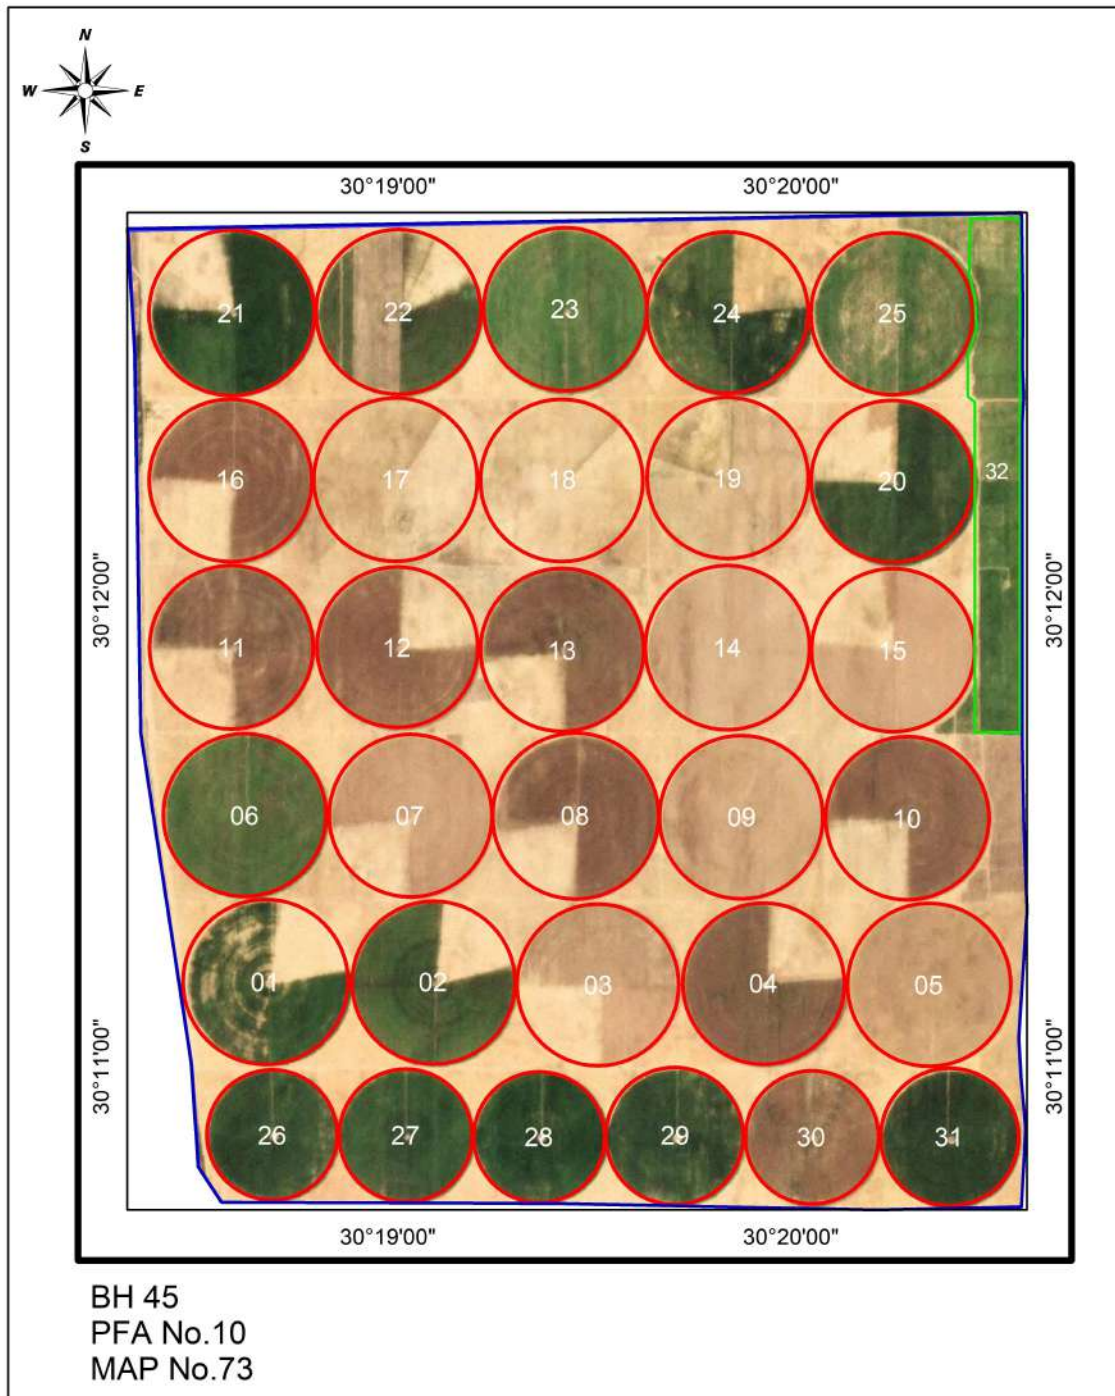 N
W E
S
30°19'00" 30°20'00"
21 22 23 24 25
16 17 18 19 20 32
30°12'00" 30°12'00"
11 12 13 14 15
06 07 08 09 10
01 02 03 04 05
30°11'00" 30°11'00"
26 27 28 29 30 31
30°19'00" 30°20'00"
BH 45
PFA No.10
MAP No.73